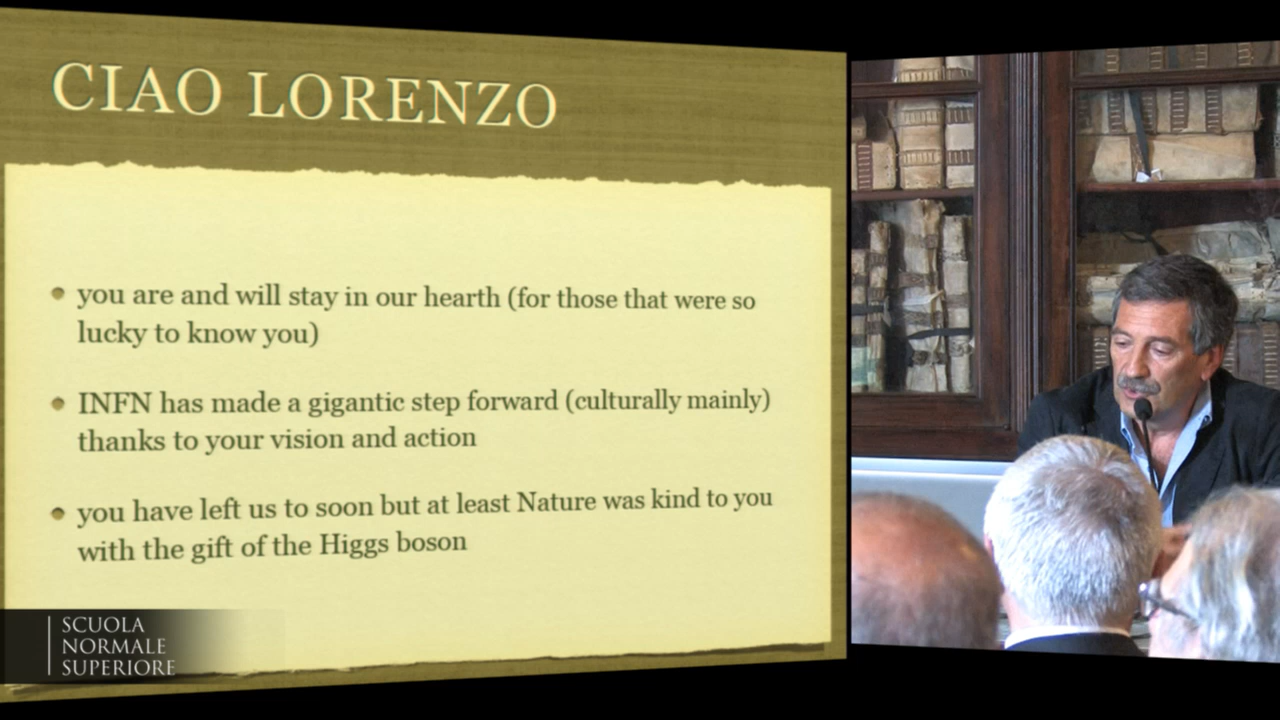 CIAO LORENZO
you are and will stay in our hearth (for those that were so
lucky to know you)
INFN has made a gigantic step forward (culturally mainly)
thanks to your vision and action
you have left us to soon but at least Nature was kind to you
with the gift of the Higgs boson
SCUOLA
NORMALE
SUPERIORE